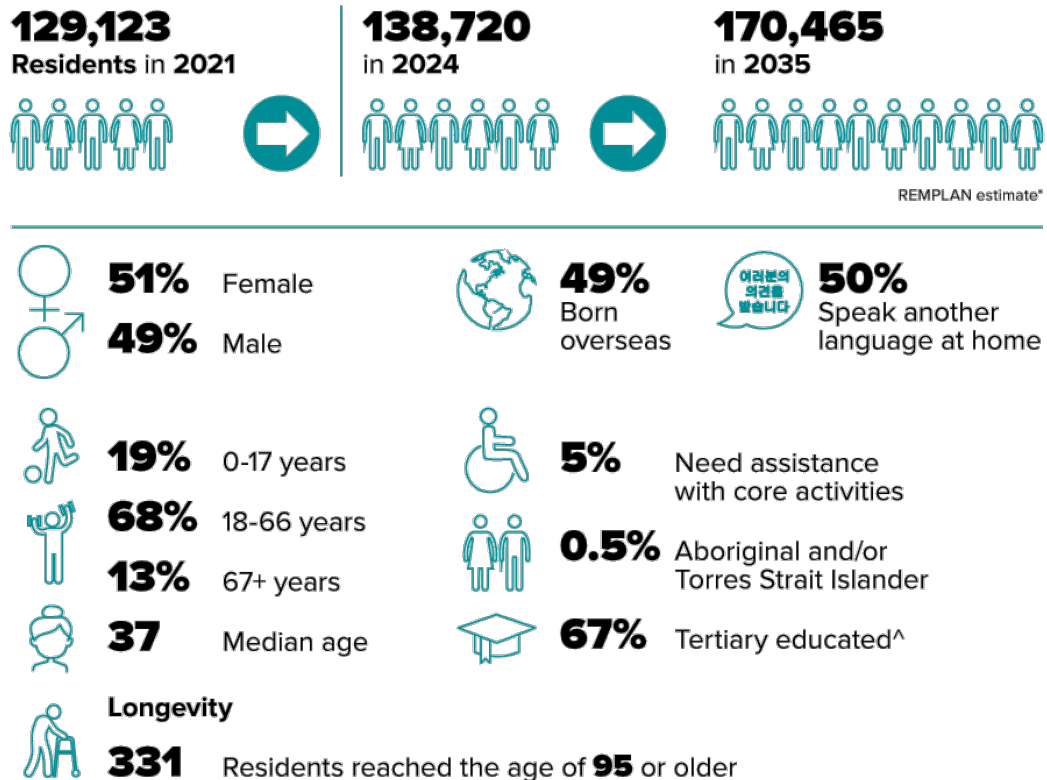 129,123
Residents in 2021
138,720
in 2024
170,465
in 2035
REMPLAN estimate*
51% Female
49% Male
49%
Born
overseas
여러분의
의견을
받습니다
50%
Speak another
language at home
19% 0-17 years
68% 18-66 years
13% 67+ years
37 Median age
5% Need assistance
with core activities
0.5% Aboriginal and/or
Torres Strait Islander
67% Tertiary educated^
Longevity
331 Residents reached the age of 95 or older